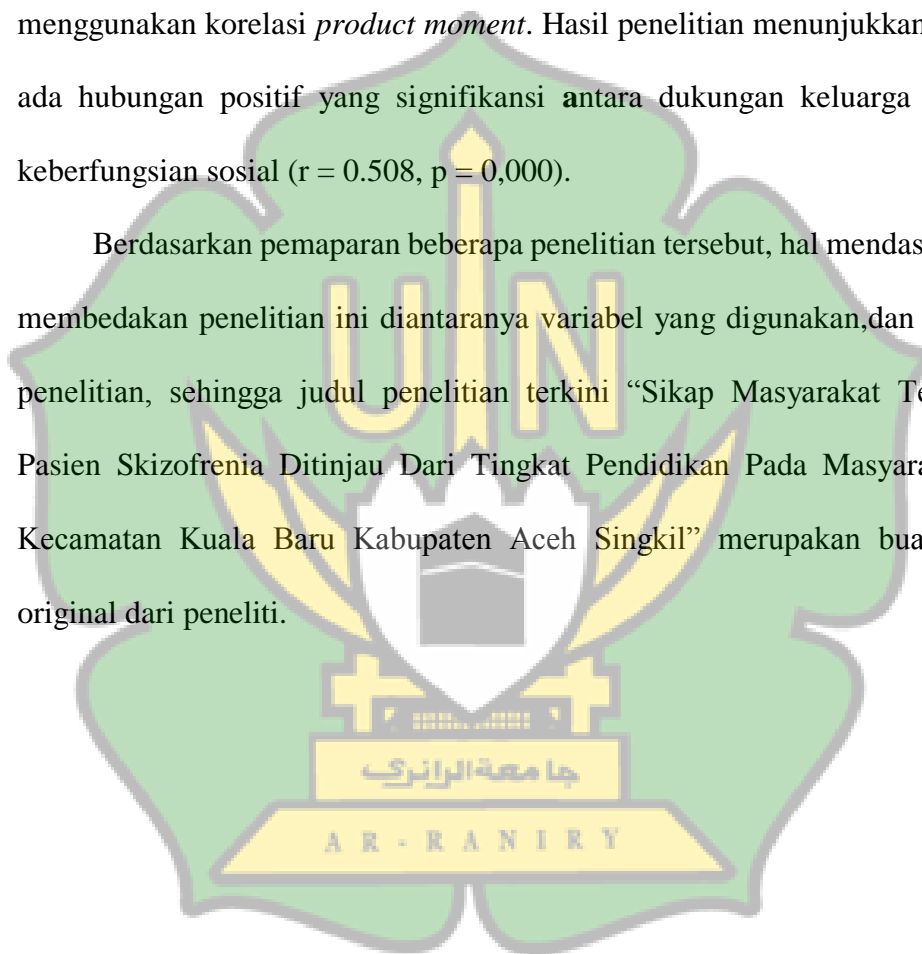 menggunakan korelasi product moment. Hasil penelitian menunjukkan
ada hubungan positif yang signifikansi antara dukungan keluarga
keberfungsian sosial (r = 0.508, p = 0,000).
Berdasarkan pemaparan beberapa penelitian tersebut, hal mendas
membedakan penelitian ini diantaranya variabel yang digunakan,dan
penelitian, sehingga judul penelitian terkini “Sikap Masyarakat Te
Pasien Skizofrenia Ditinjau Dari Tingkat Pendidikan Pada Masyara
Kecamatan Kuala Baru Kabupaten Aceh Singkil” merupakan bua
original dari peneliti.
UIN
جامعة الرانري
AR-RANIRY